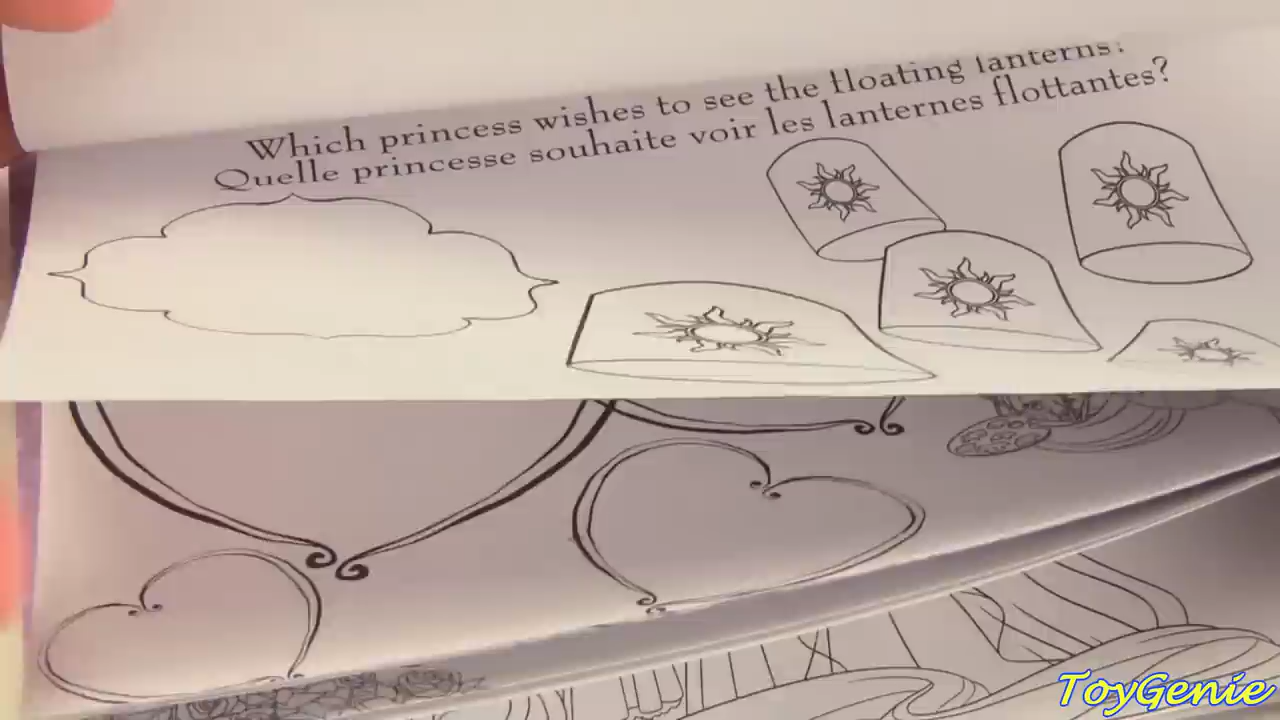 Which princess wishes to see the floating lanterns?
Quelle princesse souhaite voir les lanternes flottantes?
ToyGenie